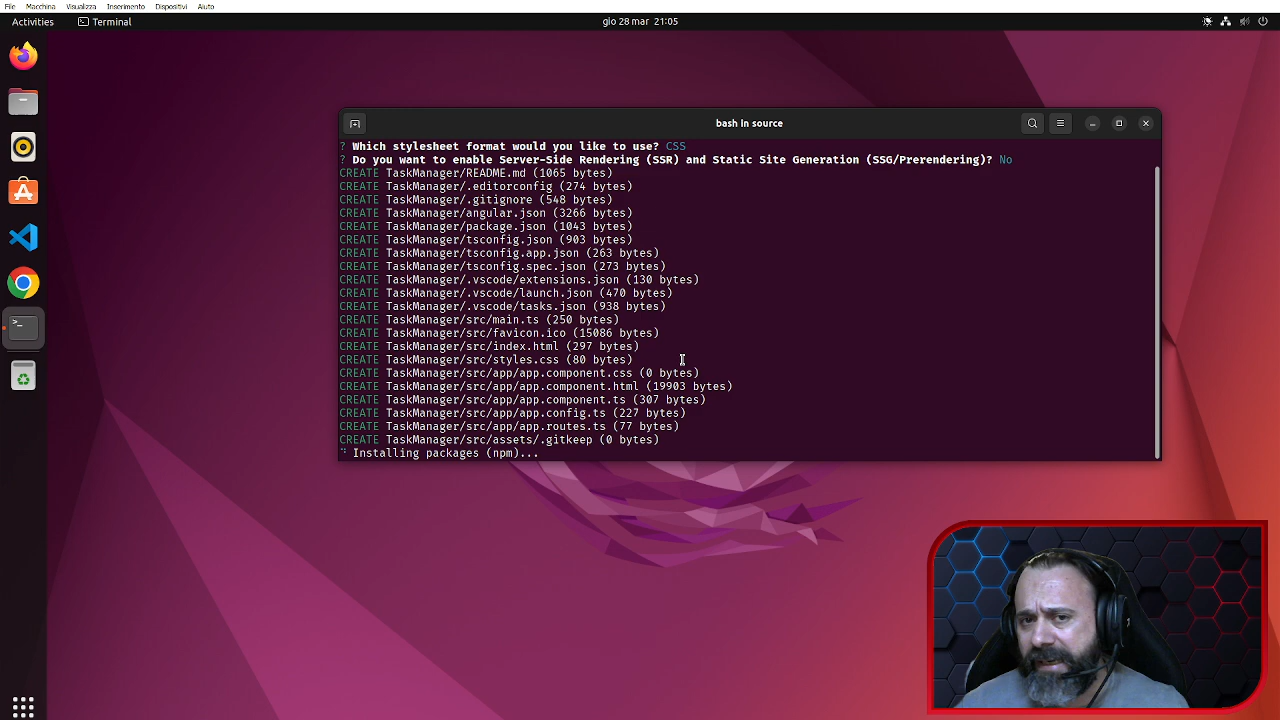 File Macchina Visualizza Inserimento Dispositivi Aiuto
Activities Terminal gio 28 mar 21:05
bash in source
? Which stylesheet format would you like to use? CSS
? Do you want to enable Server-Side Rendering (SSR) and Static Site Generation (SSG/Prerendering)? No
CREATE TaskManager/README.md (1065 bytes)
CREATE TaskManager/.editorconfig (274 bytes)
CREATE TaskManager/.gitignore (548 bytes)
CREATE TaskManager/angular.json (3266 bytes)
CREATE TaskManager/package.json (1043 bytes)
CREATE TaskManager/tsconfig.json (903 bytes)
CREATE TaskManager/tsconfig.app.json (263 bytes)
CREATE TaskManager/tsconfig.spec.json (273 bytes)
CREATE TaskManager/.vscode/extensions.json (130 bytes)
CREATE TaskManager/.vscode/launch.json (470 bytes)
CREATE TaskManager/.vscode/tasks.json (938 bytes)
CREATE TaskManager/src/main.ts (250 bytes)
CREATE TaskManager/src/favicon.ico (15086 bytes)
CREATE TaskManager/src/index.html (297 bytes)
CREATE TaskManager/src/styles.css (80 bytes)
CREATE TaskManager/src/app/app.component.css (0 bytes)
CREATE TaskManager/src/app/app.component.html (19903 bytes)
CREATE TaskManager/src/app/app.component.ts (307 bytes)
CREATE TaskManager/src/app/app.config.ts (227 bytes)
CREATE TaskManager/src/app/app.routes.ts (77 bytes)
CREATE TaskManager/src/assets/.gitkeep (0 bytes)
Installing packages (npm)...